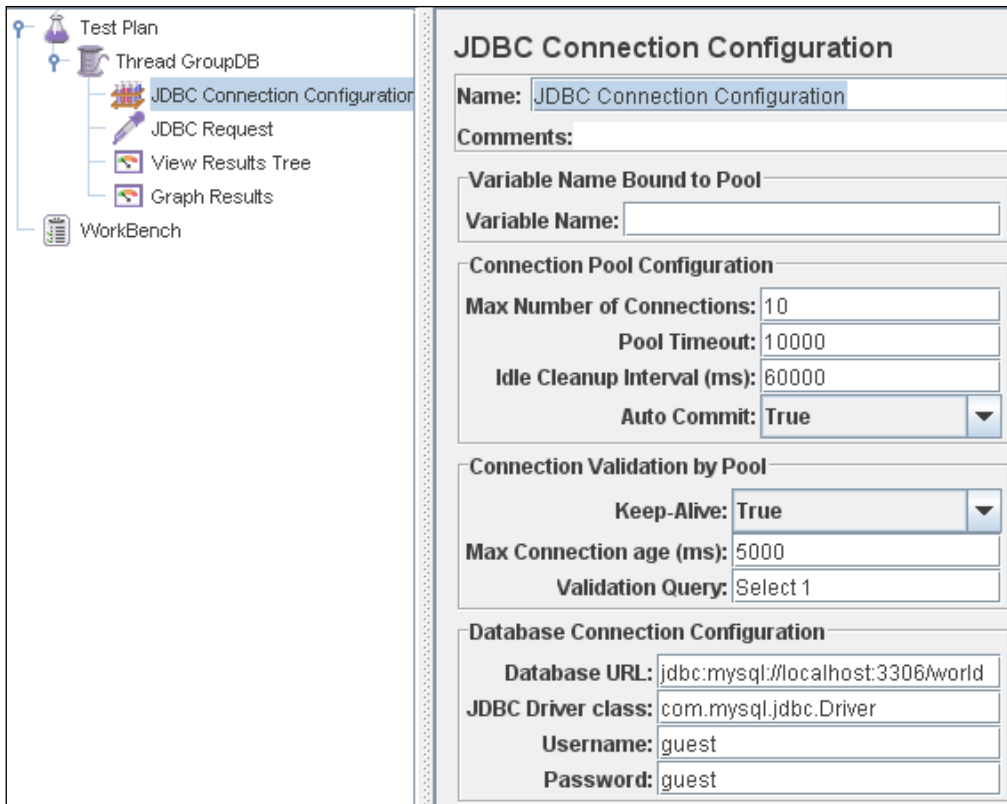 Test Plan
Thread GroupDB
JDBC Connection Configuration
JDBC Request
View Results Tree
Graph Results
WorkBench
JDBC Connection Configuration
Name: JDBC Connection Configuration
Comments:
Variable Name Bound to Pool
Variable Name:
Connection Pool Configuration
Max Number of Connections: 10
Pool Timeout: 10000
Idle Cleanup Interval (ms): 60000
Auto Commit: True
Connection Validation by Pool
Keep-Alive: True
Max Connection age (ms): 5000
Validation Query: Select 1
Database Connection Configuration
Database URL: jdbc:mysql://localhost:3306/world
JDBC Driver class: com.mysql.jdbc.Driver
Username: guest
Password: guest